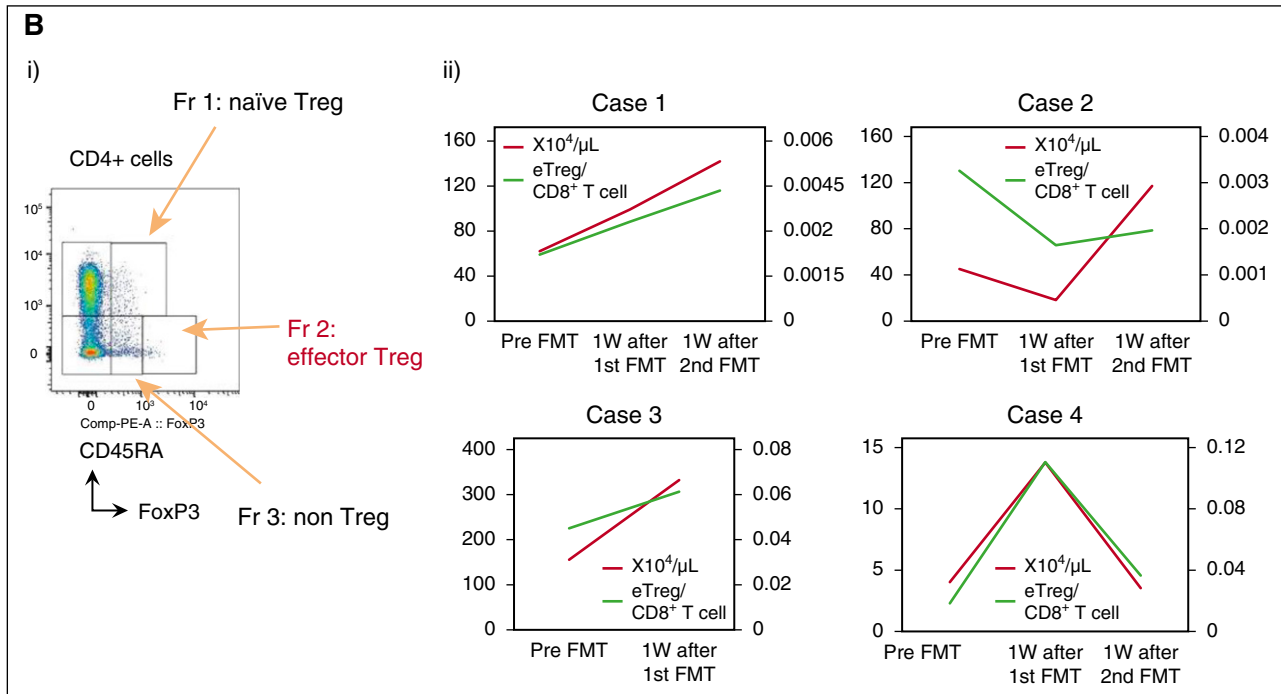 B
i)
Fr 1: naïve Treg
CD4+ cells
10⁵
10⁴
10³
0
0
10³
10⁴
Comp-PE-A :: FoxP3
CD45RA
FoxP3
Fr 2:
effector Treg
Fr 3: non Treg
ii)
Case 1
160
120
80
40
0
X10⁴/µL
eTreg/
CD8⁺ T cell
0.006
0.0045
0.003
0.0015
0
Pre FMT
1W after
1st FMT
1W after
2nd FMT
Case 2
160
120
80
40
0
X10⁴/µL
eTreg/
CD8⁺ T cell
0.004
0.003
0.002
0.001
0
Pre FMT
1W after
1st FMT
1W after
2nd FMT
Case 3
400
300
200
100
0
X10⁴/µL
eTreg/
CD8⁺ T cell
0.08
0.06
0.04
0.02
0
Pre FMT
1W after
1st FMT
Case 4
15
10
5
0
X10⁴/µL
eTreg/
CD8⁺ T cell
0.12
0.08
0.04
0
Pre FMT
1W after
1st FMT
1W after
2nd FMT